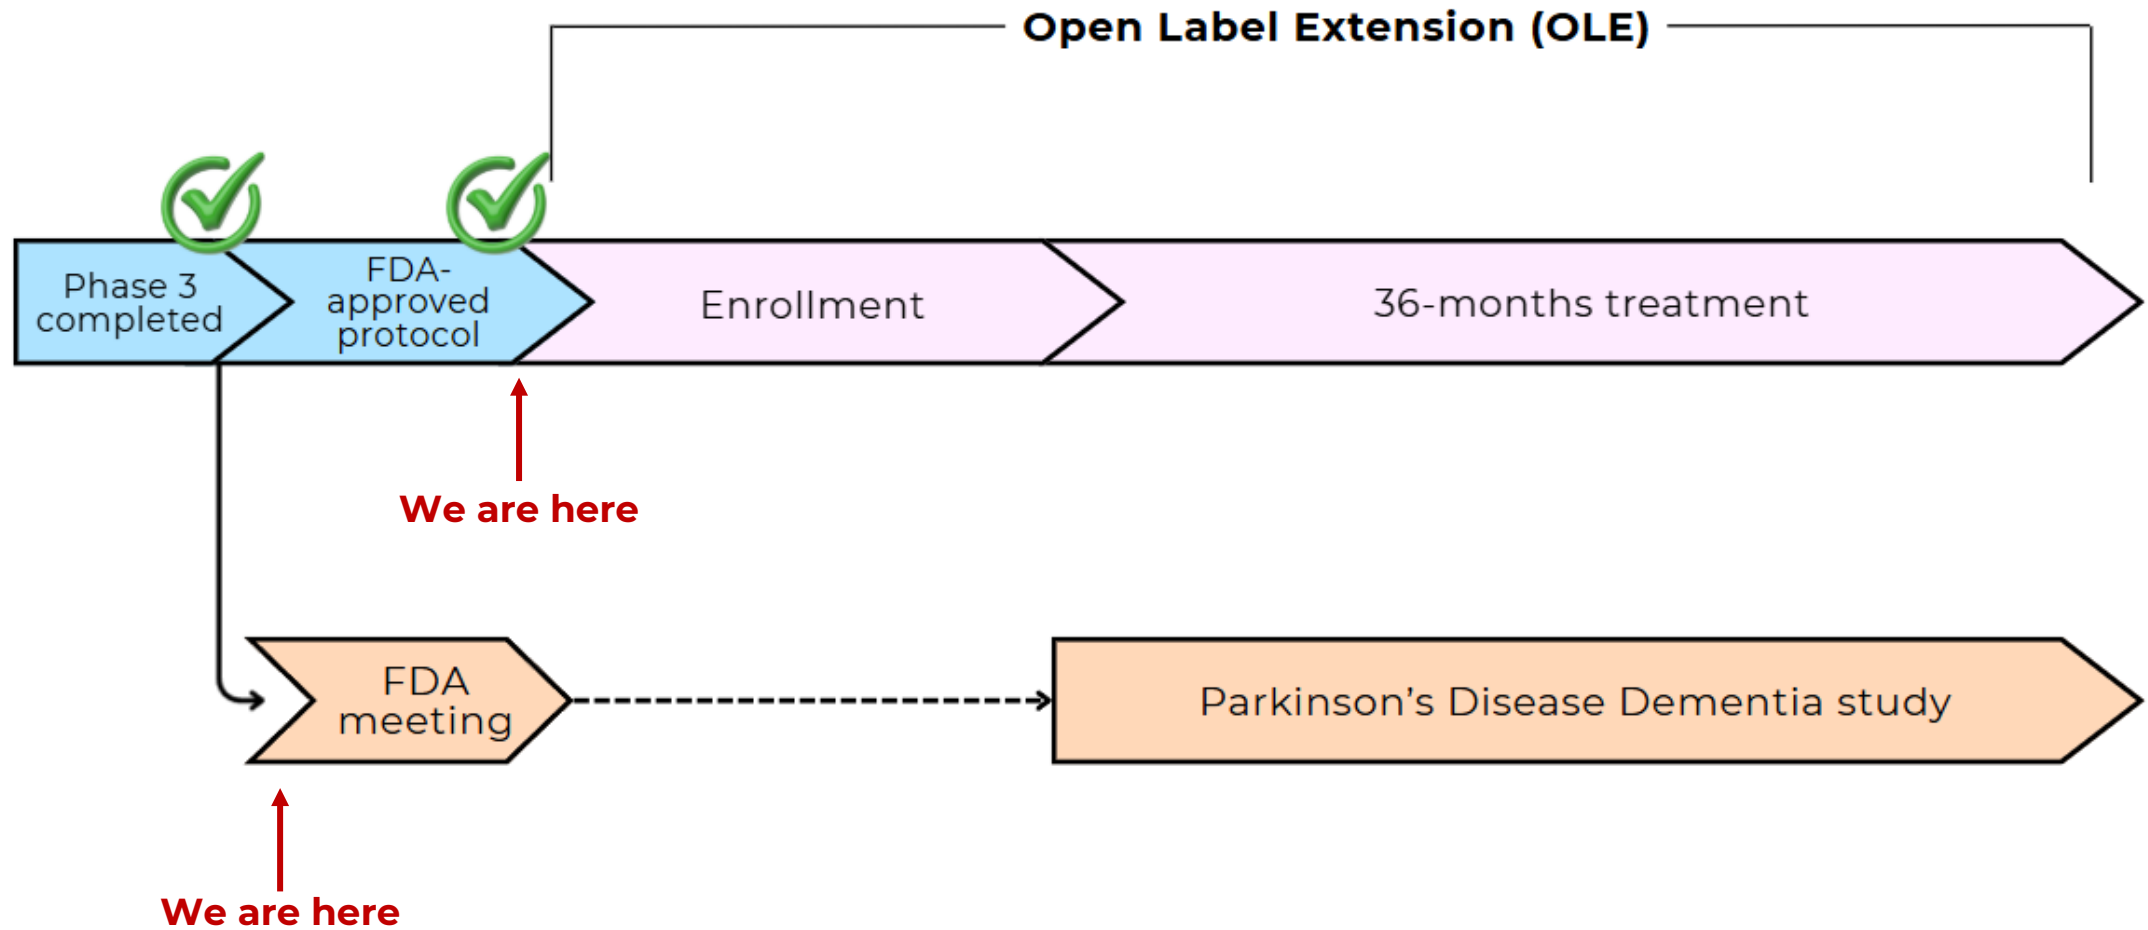 Open Label Extension (OLE)
Phase 3
completed
FDA-
approved
protocol
Enrollment
36-months treatment
We are here
FDA
meeting
Parkinson's Disease Dementia study
We are here